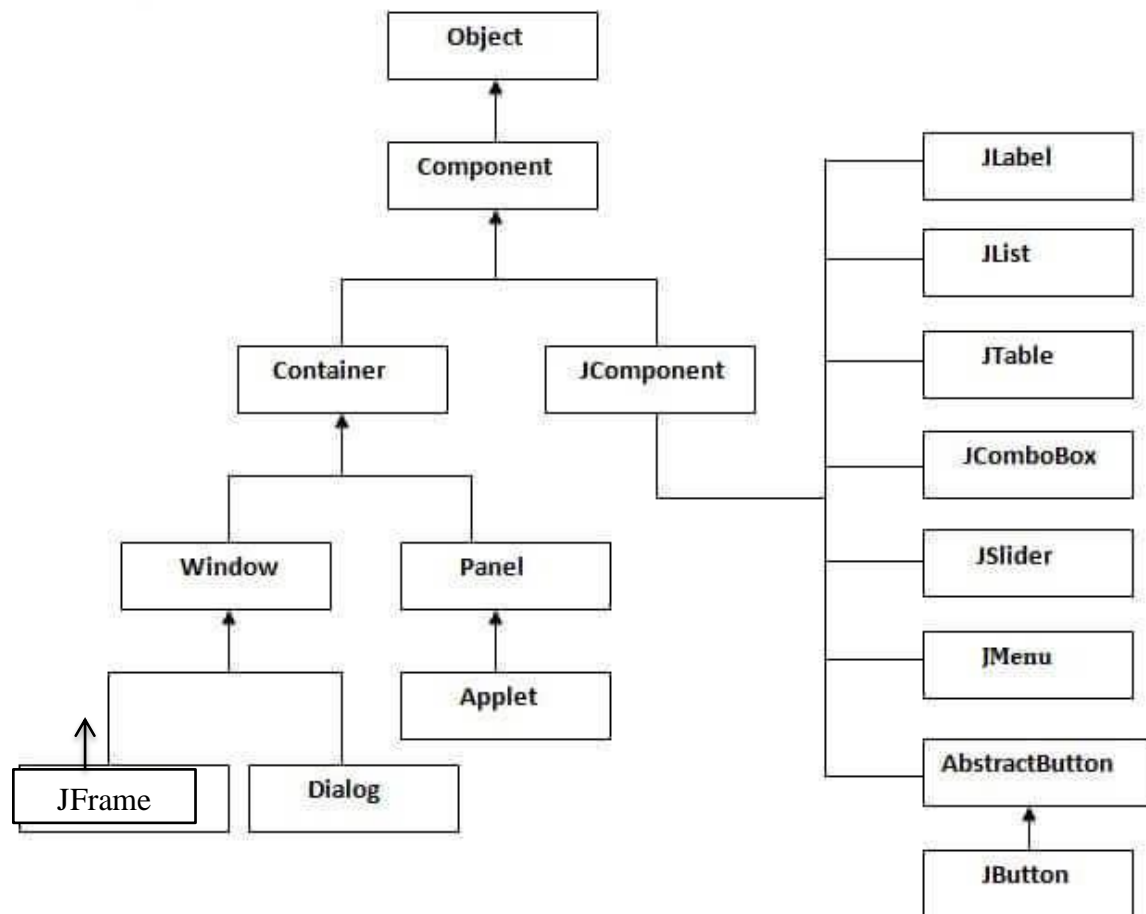 Object
Component
Container
JComponent
Window
Panel
Applet
JFrame
Dialog
JLabel
JList
JTable
JComboBox
JSlider
JMenu
AbstractButton
JButton